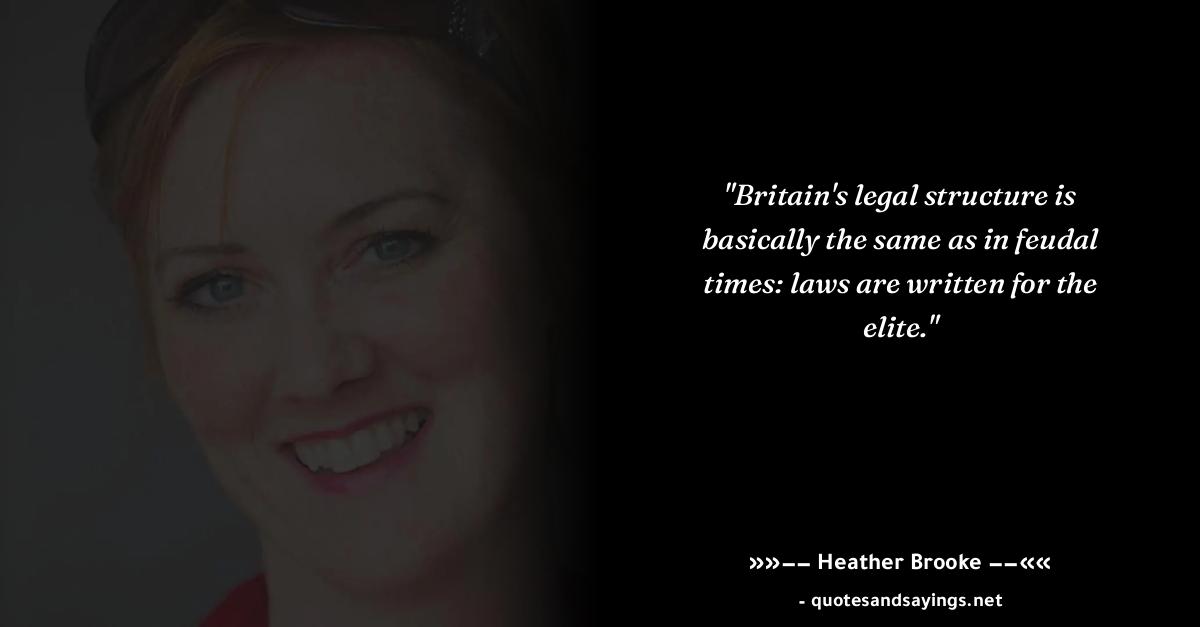 "Britain's legal structure is
basically the same as in feudal
times: laws are written for the
elite."
»»–– Heather Brooke ––««
- quotesandsayings.net